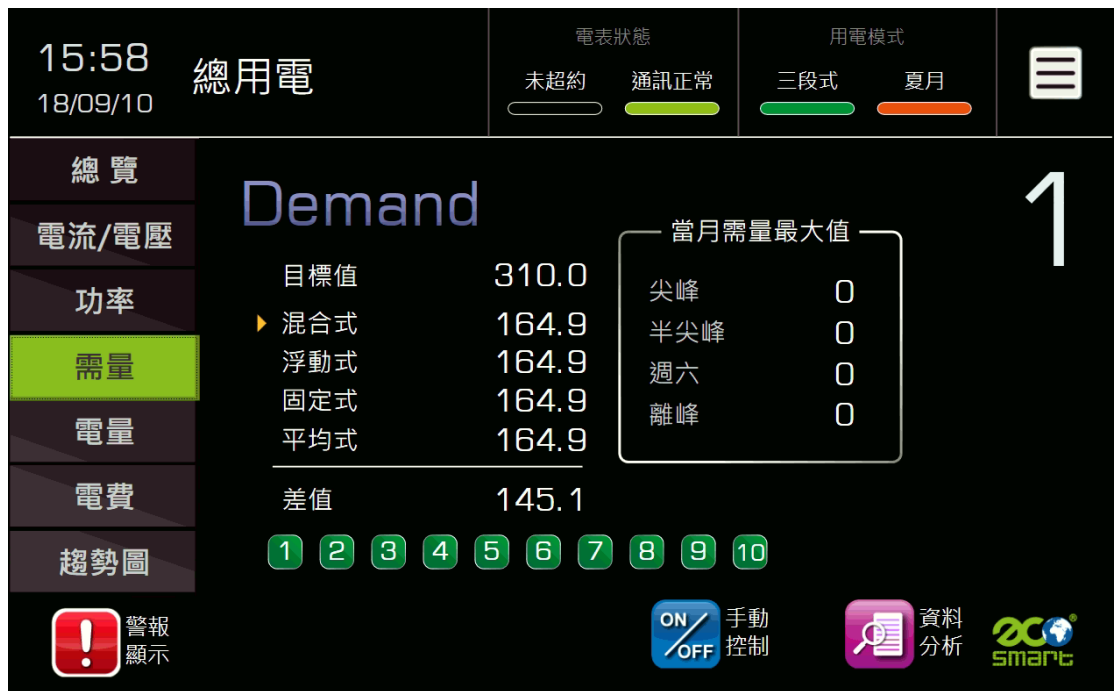 15:58
18/09/10
總用電
電表狀態
未超約 通訊正常
用電模式
三段式 夏月
總 覽
電流/電壓
功率
需量
電量
電費
趨勢圖
Demand
1
目標值 310.0
混合式 164.9
浮動式 164.9
固定式 164.9
平均式 164.9
差值 145.1
當月需量最大值
尖峰 0
半尖峰 0
週六 0
離峰 0
1 2 3 4 5 6 7 8 9 10
警報
顯示
ON/OFF
手動
控制
資料
分析
eco
smart